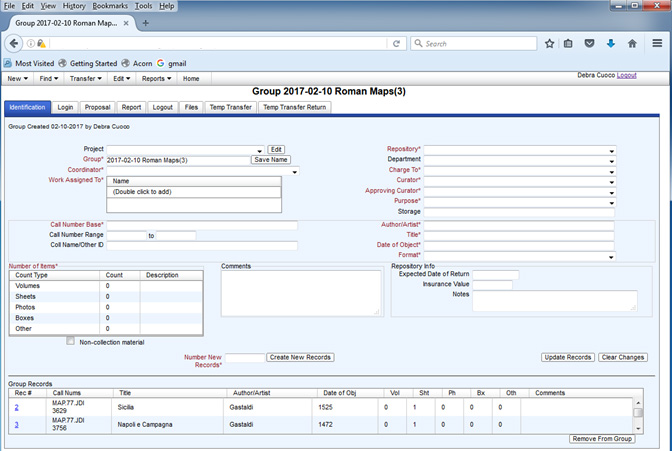 File Edit View History Bookmarks Tools Help
Group 2017-02-10 Roman Map... ×
Search
Most Visited Getting Started Acorn gmail
New Find Transfer Edit Reports Home Debra Cuoco Logout
Group 2017-02-10 Roman Maps(3)
Identification Login Proposal Report Logout Files Temp Transfer Temp Transfer Return
Group Created 02-10-2017 by Debra Cuoco
Project Edit Repository*
Group* 2017-02-10 Roman Maps(3) Save Name Department
Coordinator* Charge To*
Work Assigned To* Name Curator*
(Double click to add) Approving Curator*
Purpose*
Storage
Call Number Base* Author/Artist*
Call Number Range to Title*
Coll Name/Other ID Date of Object*
Format*
Number of Items* Comments Repository Info
Count Type Count Description Expected Date of Return
Volumes 0 Insurance Value
Sheets 0 Notes
Photos 0
Boxes 0
Other 0
Non-collection material
Number New Records* Create New Records Update Records Clear Changes
Group Records
Rec # Call Nums Title Author/Artist Date of Obj Vol Sht Ph Bx Oth Comments
2 MAP.77.JDI 3629 Sicilia Gastaldi 1525 0 1 0 0 0
3 MAP.77.JDI 3756 Napoli e Campagna Gastaldi 1472 0 1 0 0 0
Remove From Group